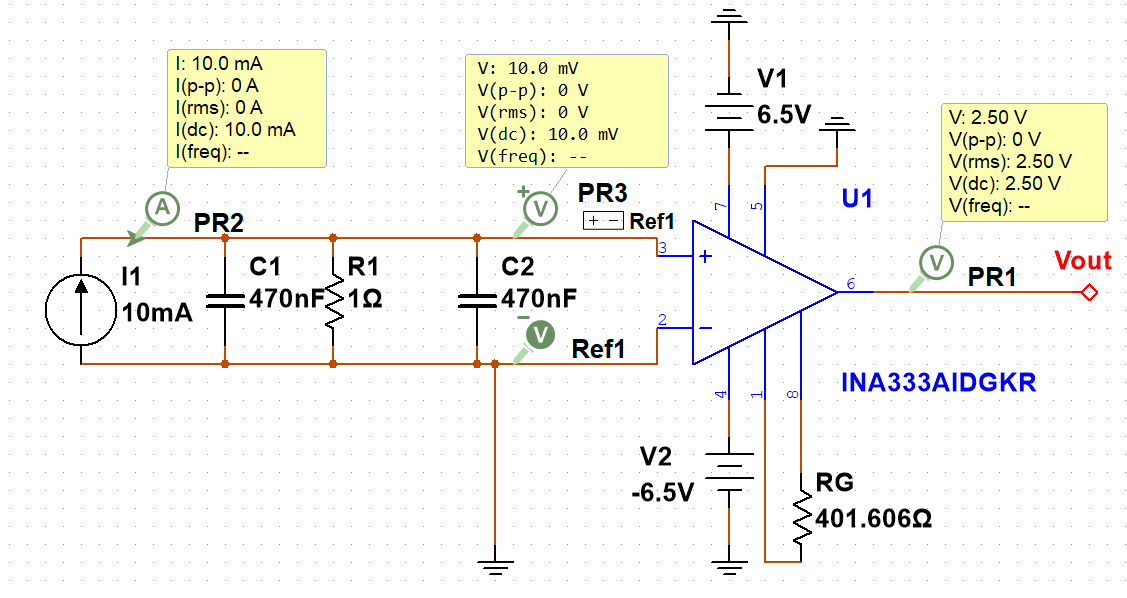 I: 10.0 mA
I(p-p): 0 A
I(rms): 0 A
I(dc): 10.0 mA
I(freq): --
V: 10.0 mV
V(p-p): 0 V
V(rms): 0 V
V(dc): 10.0 mV
V(freq): --
V1
6.5V
V: 2.50 V
V(p-p): 0 V
V(rms): 2.50 V
V(dc): 2.50 V
V(freq): --
A
PR2
+
V
PR3
+ -
Ref1
7
5
U1
3
+
I1
10mA
C1
470nF
R1
1Ω
C2
470nF
6
V
PR1
Vout
2
−
−
V
Ref1
INA333AIDGKR
4
1
8
V2
-6.5V
RG
401.606Ω